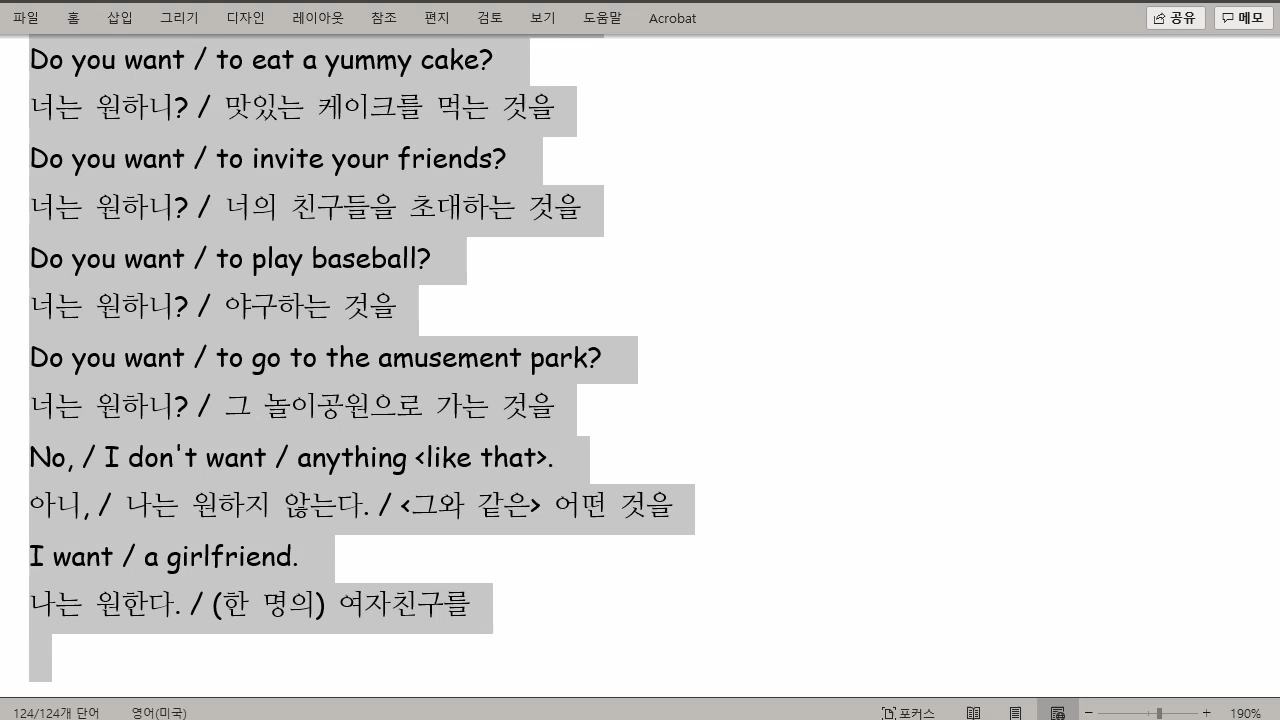 파일 홈 삽입 그리기 디자인 레이아웃 참조 편지 검토 보기 도움말 Acrobat 공유 메모
Do you want / to eat a yummy cake?
너는 원하니? / 맛있는 케이크를 먹는 것을
Do you want / to invite your friends?
너는 원하니? / 너의 친구들을 초대하는 것을
Do you want / to play baseball?
너는 원하니? / 야구하는 것을
Do you want / to go to the amusement park?
너는 원하니? / 그 놀이공원으로 가는 것을
No, / I don't want / anything <like that>.
아니, / 나는 원하지 않는다. / <그와 같은> 어떤 것을
I want / a girlfriend.
나는 원한다. / (한 명의) 여자친구를
124/124개 단어 영어(미국) 포커스 190%